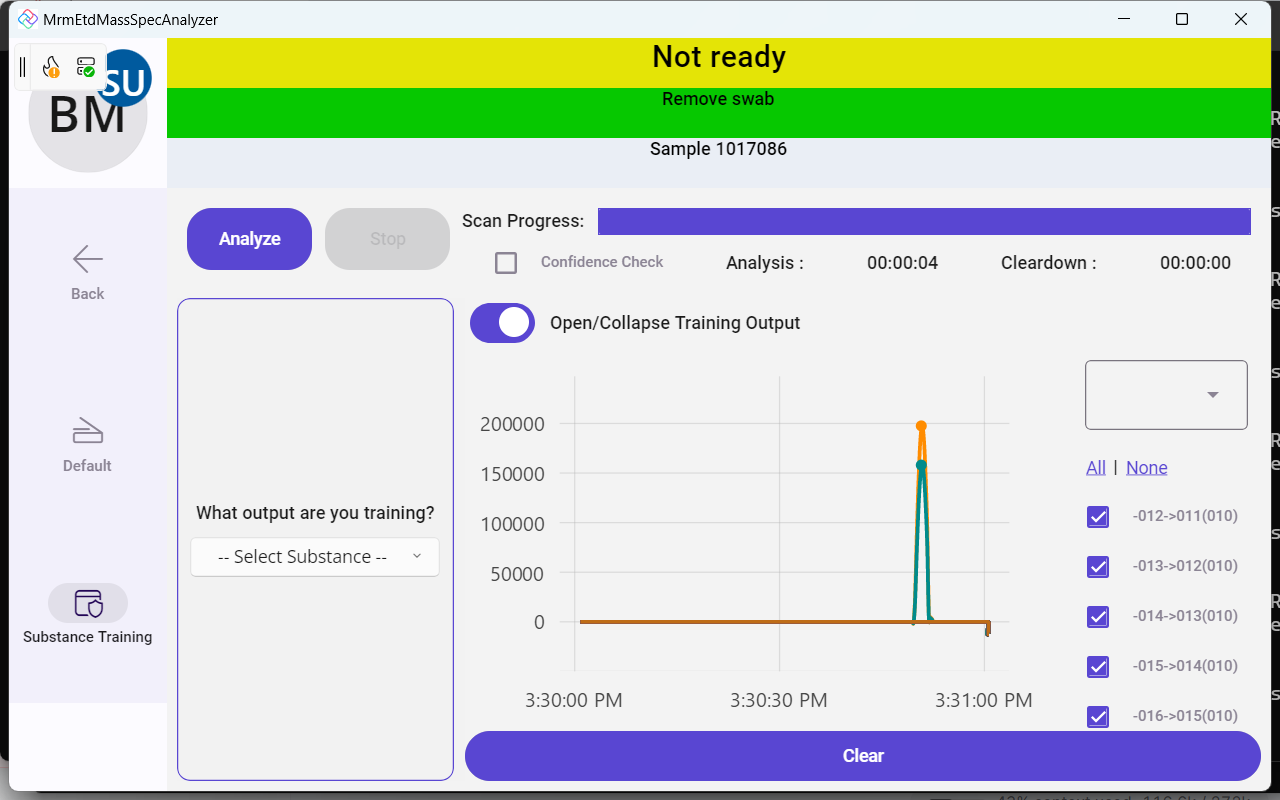 MrmEtdMassSpecAnalyzer
SU
BM
Not ready
Remove swab
Sample 1017086
Back
Default
Substance Training
Analyze
Stop
Scan Progress:
Confidence Check
Analysis :
00:00:04
Cleardown :
00:00:00
What output are you training?
-- Select Substance --
Open/Collapse Training Output
200000
150000
100000
50000
0
3:30:00 PM
3:30:30 PM
3:31:00 PM
All | None
-012->011(010)
-013->012(010)
-014->013(010)
-015->014(010)
-016->015(010)
Clear